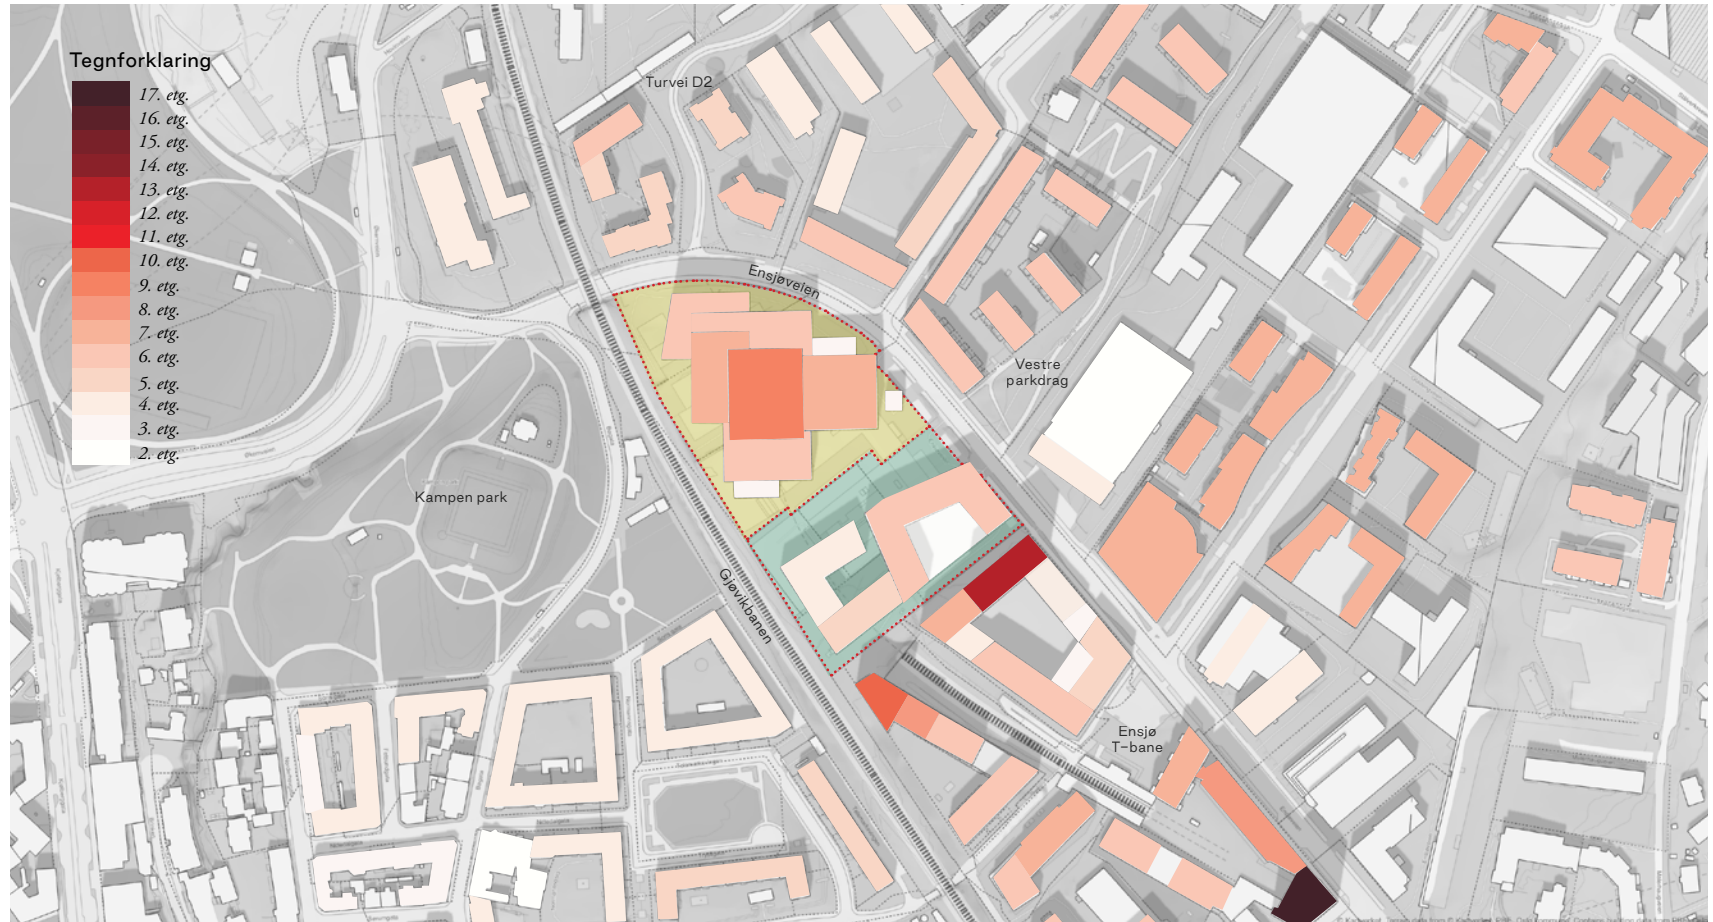 Tegnforklaring
17. etg.
16. etg.
15. etg.
14. etg.
13. etg.
12. etg.
11. etg.
10. etg.
9. etg.
8. etg.
7. etg.
6. etg.
5. etg.
4. etg.
3. etg.
2. etg.
Turvei D2
Ensjøveien
Vestre
parkdrag
Kampen park
Gjøvikbanen
Ensjø
T-bane